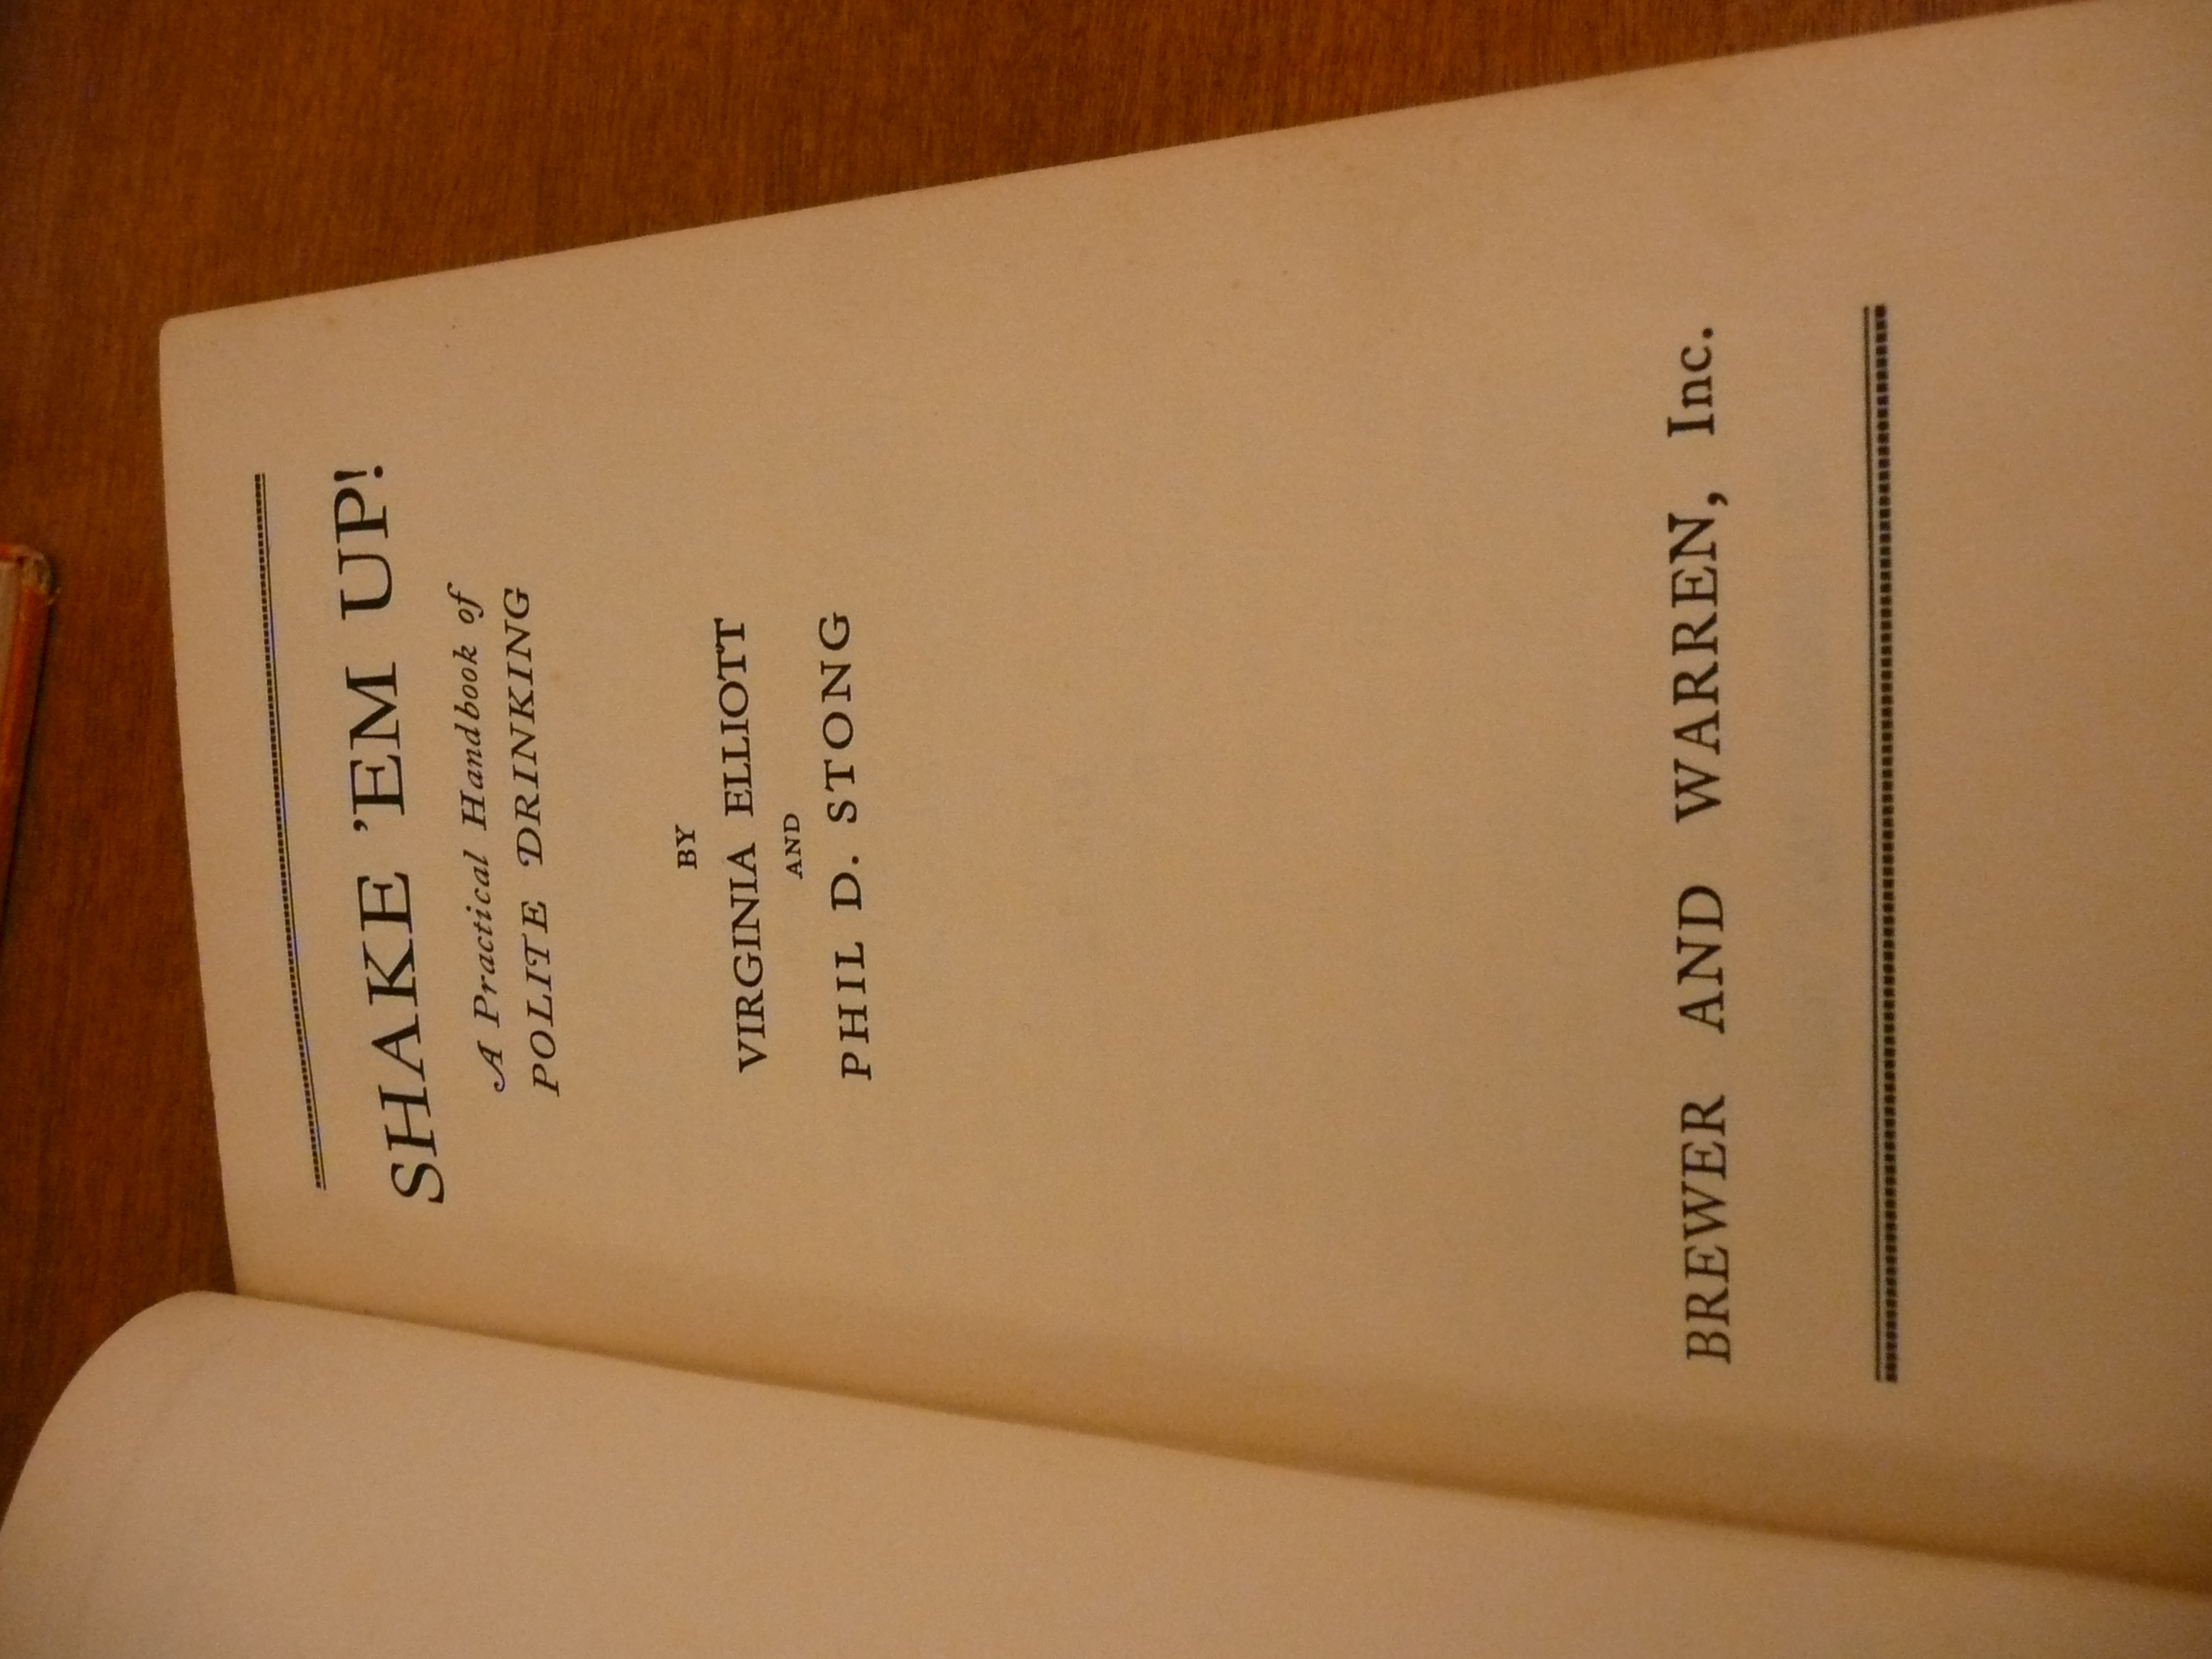 SHAKE 'EM UP!
A Practical Handbook of
POLITE DRINKING
BY
VIRGINIA ELLIOTT
AND
PHIL D. STONG
BREWER AND WARREN, Inc.